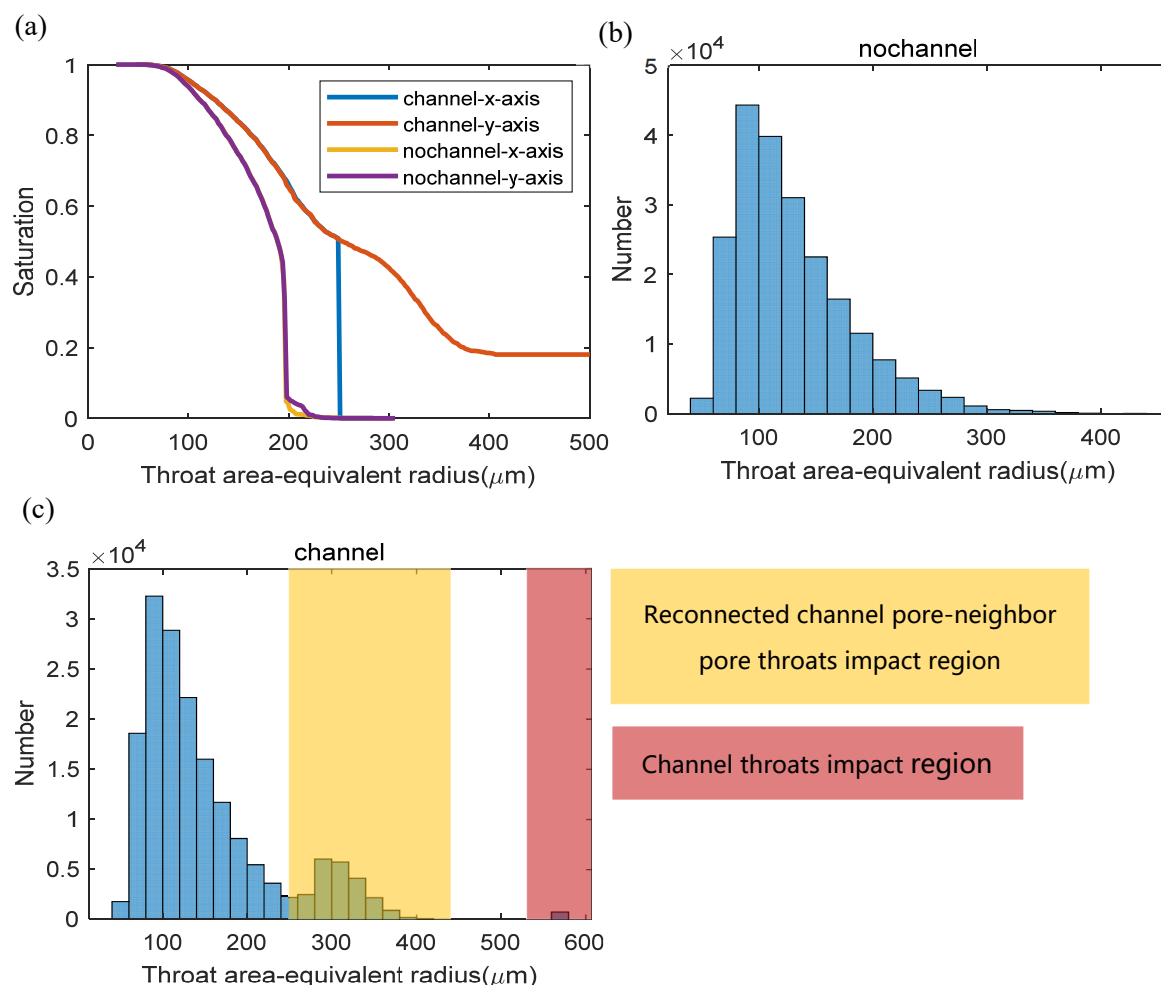 (a)
1
0.8
0.6
0.4
0.2
0
Saturation
channel-x-axis
channel-y-axis
nochannel-x-axis
nochannel-y-axis
0 100 200 300 400 500
Throat area-equivalent radius(μm)
(b)
×10⁴
nochannel
5
4
3
2
1
0
Number
100 200 300 400
Throat area-equivalent radius(μm)
(c)
×10⁴
channel
3.5
3
2.5
2
1.5
1
0.5
0
Number
100 200 300 400 500 600
Throat area-equivalent radius(μm)
Reconnected channel pore-neighbor
pore throats impact region
Channel throats impact region